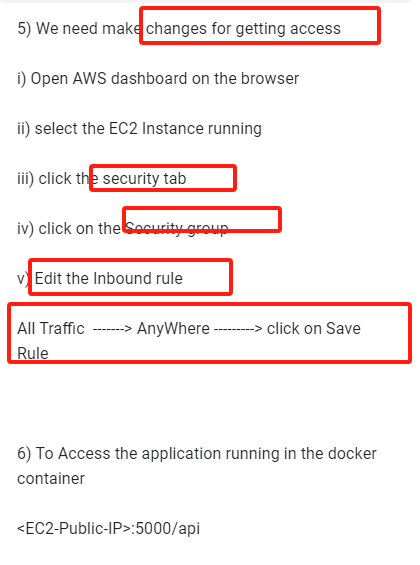 5) We need make changes for getting access
i) Open AWS dashboard on the browser
ii) select the EC2 Instance running
iii) click the security tab
iv) click on the Security group
v) Edit the Inbound rule
All Traffic -------> AnyWhere ---------> click on Save
Rule
6) To Access the application running in the docker
container
<EC2-Public-IP>:5000/api